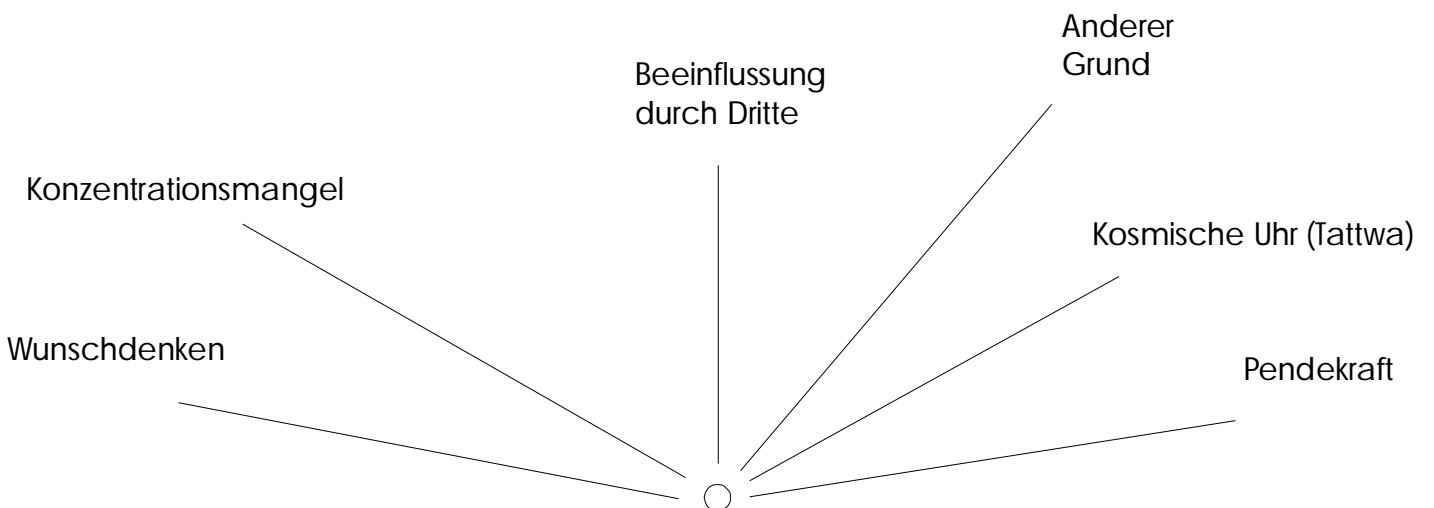 Anderer
Grund
Beeinflussung
durch Dritte
Konzentrationsmangel
Kosmische Uhr (Tattwa)
Wunschdenken
Pendekraft